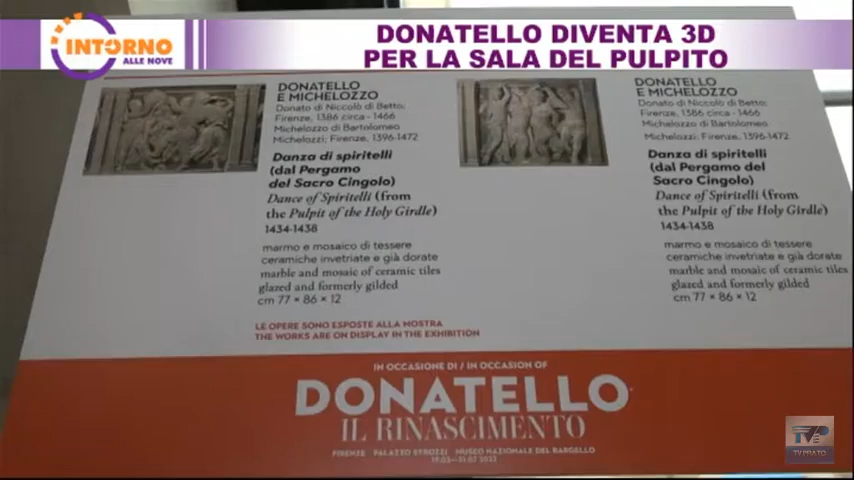 INTORNO
ALLE NOVE
DONATELLO DIVENTA 3D
PER LA SALA DEL PULPITO
DONATELLO
E MICHELOZZO
Donato di Niccolò di Betto;
Firenze, 1386 circa - 1466
Michelozzo di Bartolomeo
Michelozzi; Firenze, 1396-1472
Danza di spiritelli
(dal Pergamo
del Sacro Cingolo)
Dance of Spiritelli (from
the Pulpit of the Holy Girdle)
1434-1438
marmo e mosaico di tessere
ceramiche invetriate e già dorate
marble and mosaic of ceramic tiles
glazed and formerly gilded
cm 77 × 86 × 12
DONATELLO
E MICHELOZZO
Donato di Niccolò di Betto;
Firenze, 1386 circa - 1466
Michelozzo di Bartolomeo
Michelozzi; Firenze, 1396-1472
Danza di spiritelli
(dal Pergamo del
Sacro Cingolo)
Dance of Spiritelli (from
the Pulpit of the Holy Girdle)
1434-1438
marmo e mosaico di tessere
ceramiche invetriate e già dorate
marble and mosaic of ceramic tiles
glazed and formerly gilded
cm 77 × 86 × 12
LE OPERE SONO ESPOSTE ALLA MOSTRA
THE WORKS ARE ON DISPLAY IN THE EXHIBITION
IN OCCASIONE DI / IN OCCASION OF
DONATELLO
IL RINASCIMENTO
FIRENZE PALAZZO STROZZI MUSEO NAZIONALE DEL BARGELLO
TV PRATO